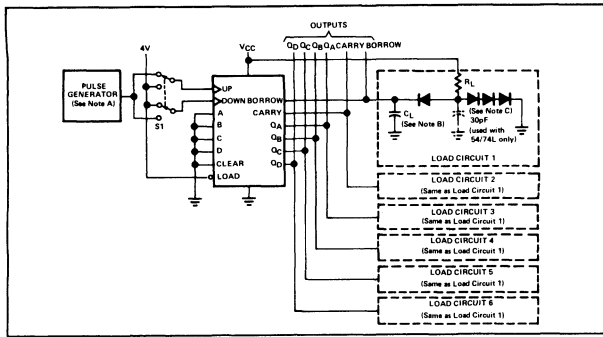 OUTPUTS
4V
VCC
QD QC QB QA CARRY BORROW
PULSE
GENERATOR
(See Note A)
S1
UP
DOWN
A
B
C
D
CLEAR
LOAD
BORROW
CARRY
QA
QB
QC
QD
RL
CL
(See Note B)
(See Note C)
30pF
(used with
54/74L only)
LOAD CIRCUIT 1
LOAD CIRCUIT 2
(Same as Load Circuit 1)
LOAD CIRCUIT 3
(Same as Load Circuit 1)
LOAD CIRCUIT 4
(Same as Load Circuit 1)
LOAD CIRCUIT 5
(Same as Load Circuit 1)
LOAD CIRCUIT 6
(Same as Load Circuit 1)